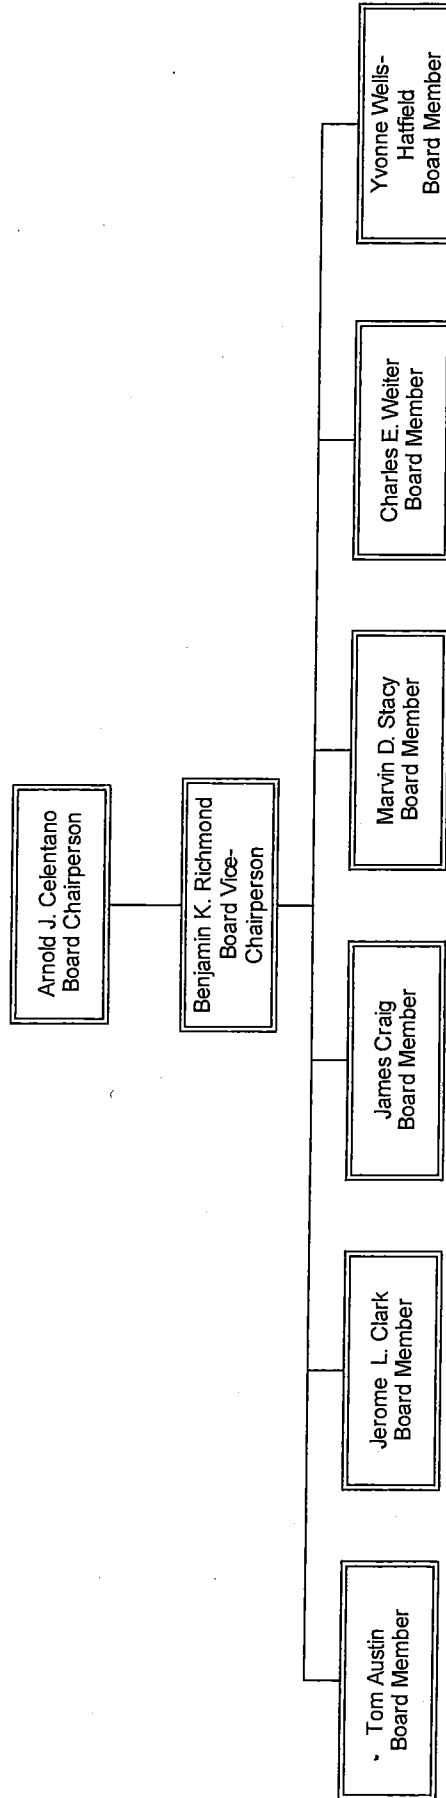 Arnold J. Celentano
Board Chairperson
Benjamin K. Richmond
Board Vice-
Chairperson
Tom Austin
Board Member
Jerome L. Clark
Board Member
James Craig
Board Member
Marvin D. Stacy
Board Member
Charles E. Weiter
Board Member
Yvonne Wells-
Hatfield
Board Member